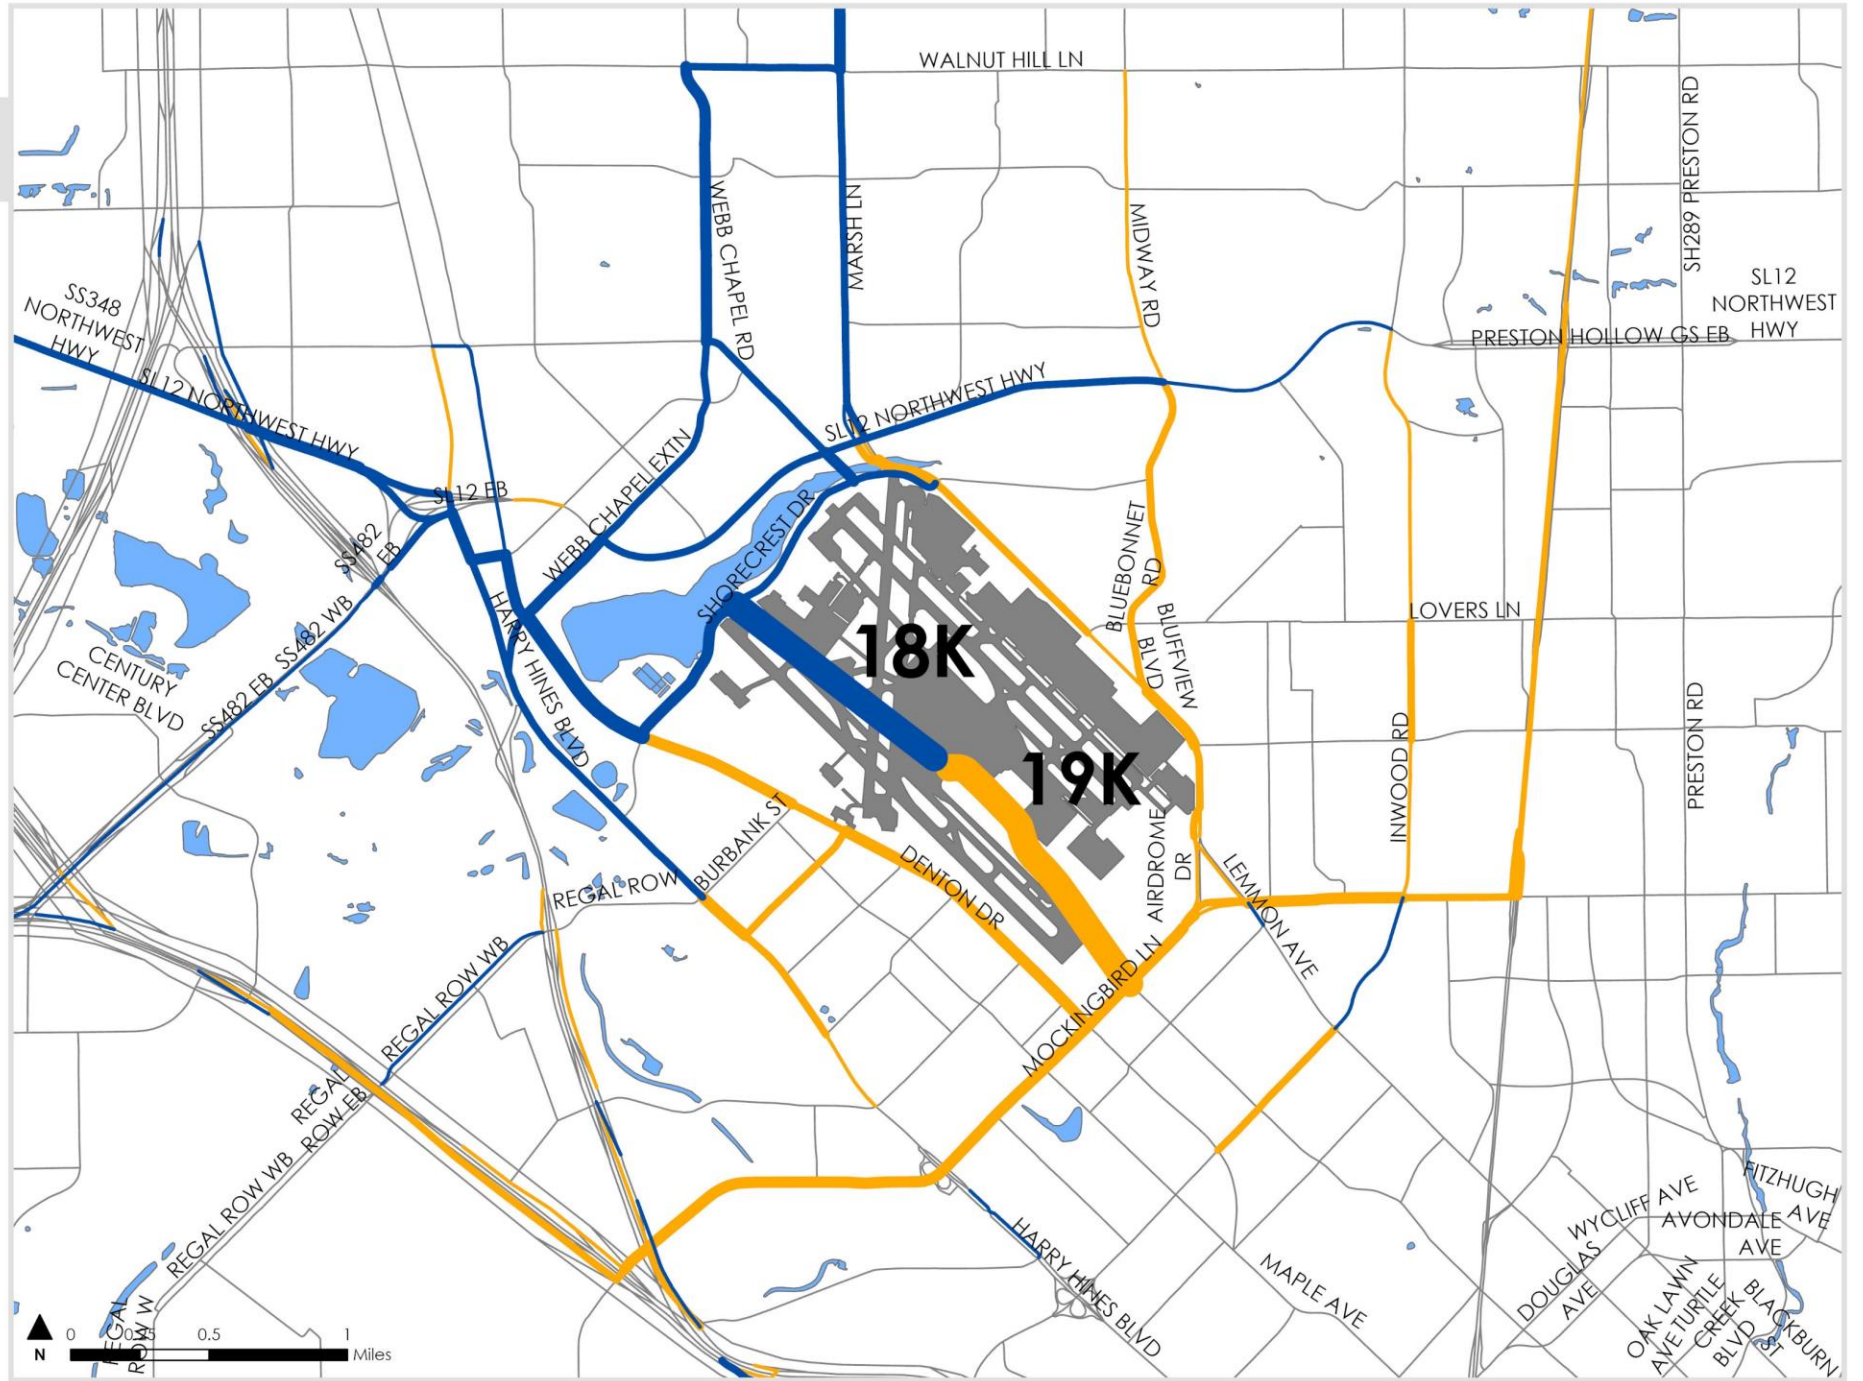 WALNUT HILL LN
SH289 PRESTON RD
WEBB CHAPEL RD
MARSH LN
MIDWAY RD
SS348
NORTHWEST
HWY
SL12
NORTHWEST
HWY
PRESTON HOLLOW GS EB
SL12 NORTHWEST HWY
SL12 NORTHWEST HWY
SL12 EB
WEBB CHAPEL EXTN
SS482
EB
SHORECREST DR
BLUEBONNET
RD
BLUFFVIEW
BLVD
LOVERS LN
HARRY HINES BLVD
SS482 WB
SS482 EB
CENTURY
CENTER BLVD
18K
19K
INWOOD RD
PRESTON RD
AIRDROME
DR
LEMMON AVE
BURBANK ST
REGAL ROW
DENTON DR
MOCKINGBIRD LN
REGAL ROW WB
REGAL
ROW EB
REGAL ROW WB
HARRY HINES BLVD
MAPLE AVE
WYCLIFF AVE
FITZHUGH
AVE
AVONDALE
AVE
DOUGLAS
AVE
OAK LAWN
AVE
TURTLE
CREEK
BLVD
BLACKBURN
ST
REGAL
ROW W
N
0 0.25 0.5 1
Miles